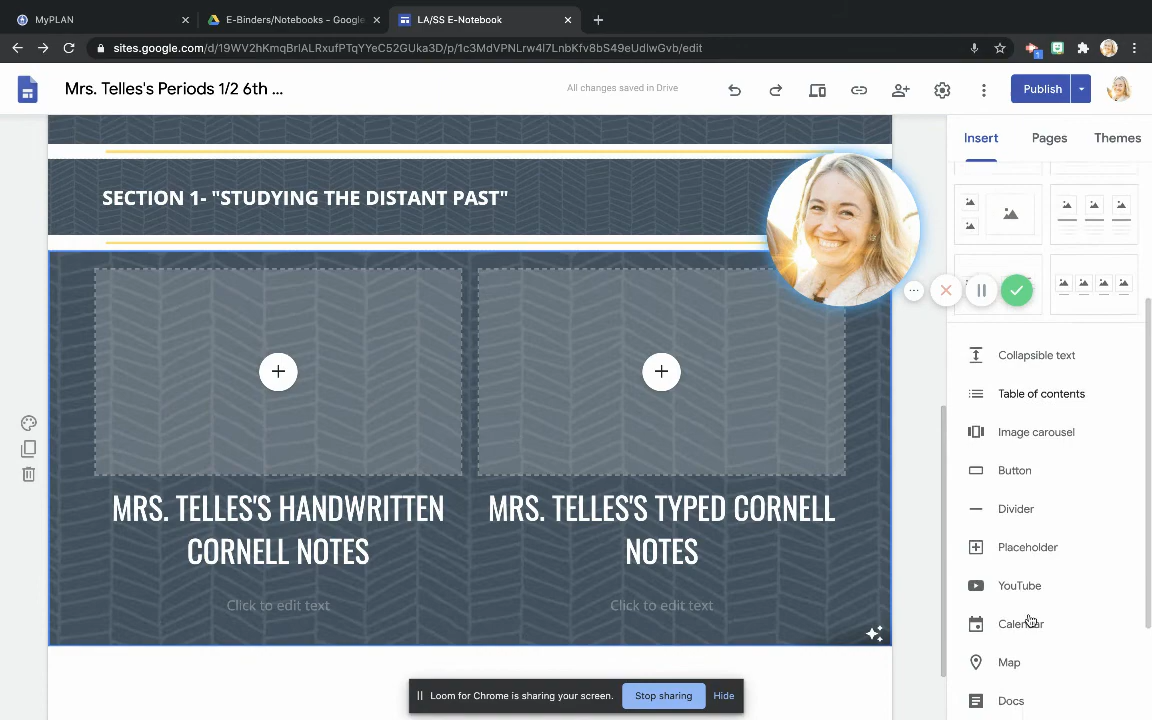 MyPLAN
E-Binders/Notebooks – Google
LA/SS E-Notebook
sites.google.com/d/19WV2hKmqBrlALRxufPTqYYeC52GUka3D/p/1c3MdVPNLrw4l7LnbKfv8bS49eUdlwGvb/edit
Mrs. Telles's Periods 1/2 6th ...
All changes saved in Drive
Publish
Insert
Pages
Themes
SECTION 1- "STUDYING THE DISTANT PAST"
Collapsible text
Table of contents
Image carousel
Button
Divider
Placeholder
YouTube
Calendar
Map
Docs
MRS. TELLES'S HANDWRITTEN
CORNELL NOTES
MRS. TELLES'S TYPED CORNELL
NOTES
Click to edit text
Click to edit text
Loom for Chrome is sharing your screen.
Stop sharing
Hide